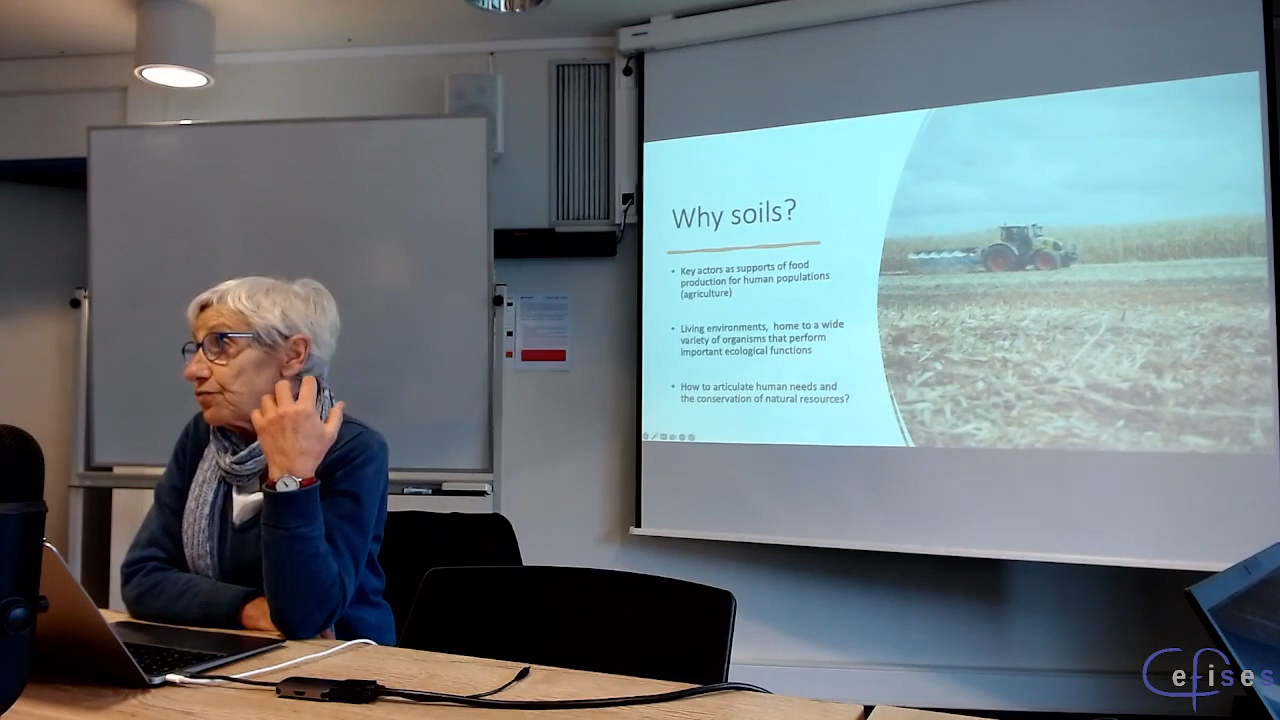 Why soils?
• Key actors as supports of food
production for human populations
(agriculture)
• Living environments, home to a wide
variety of organisms that perform
important ecological functions
• How to articulate human needs and
the conservation of natural resources?
Cefises